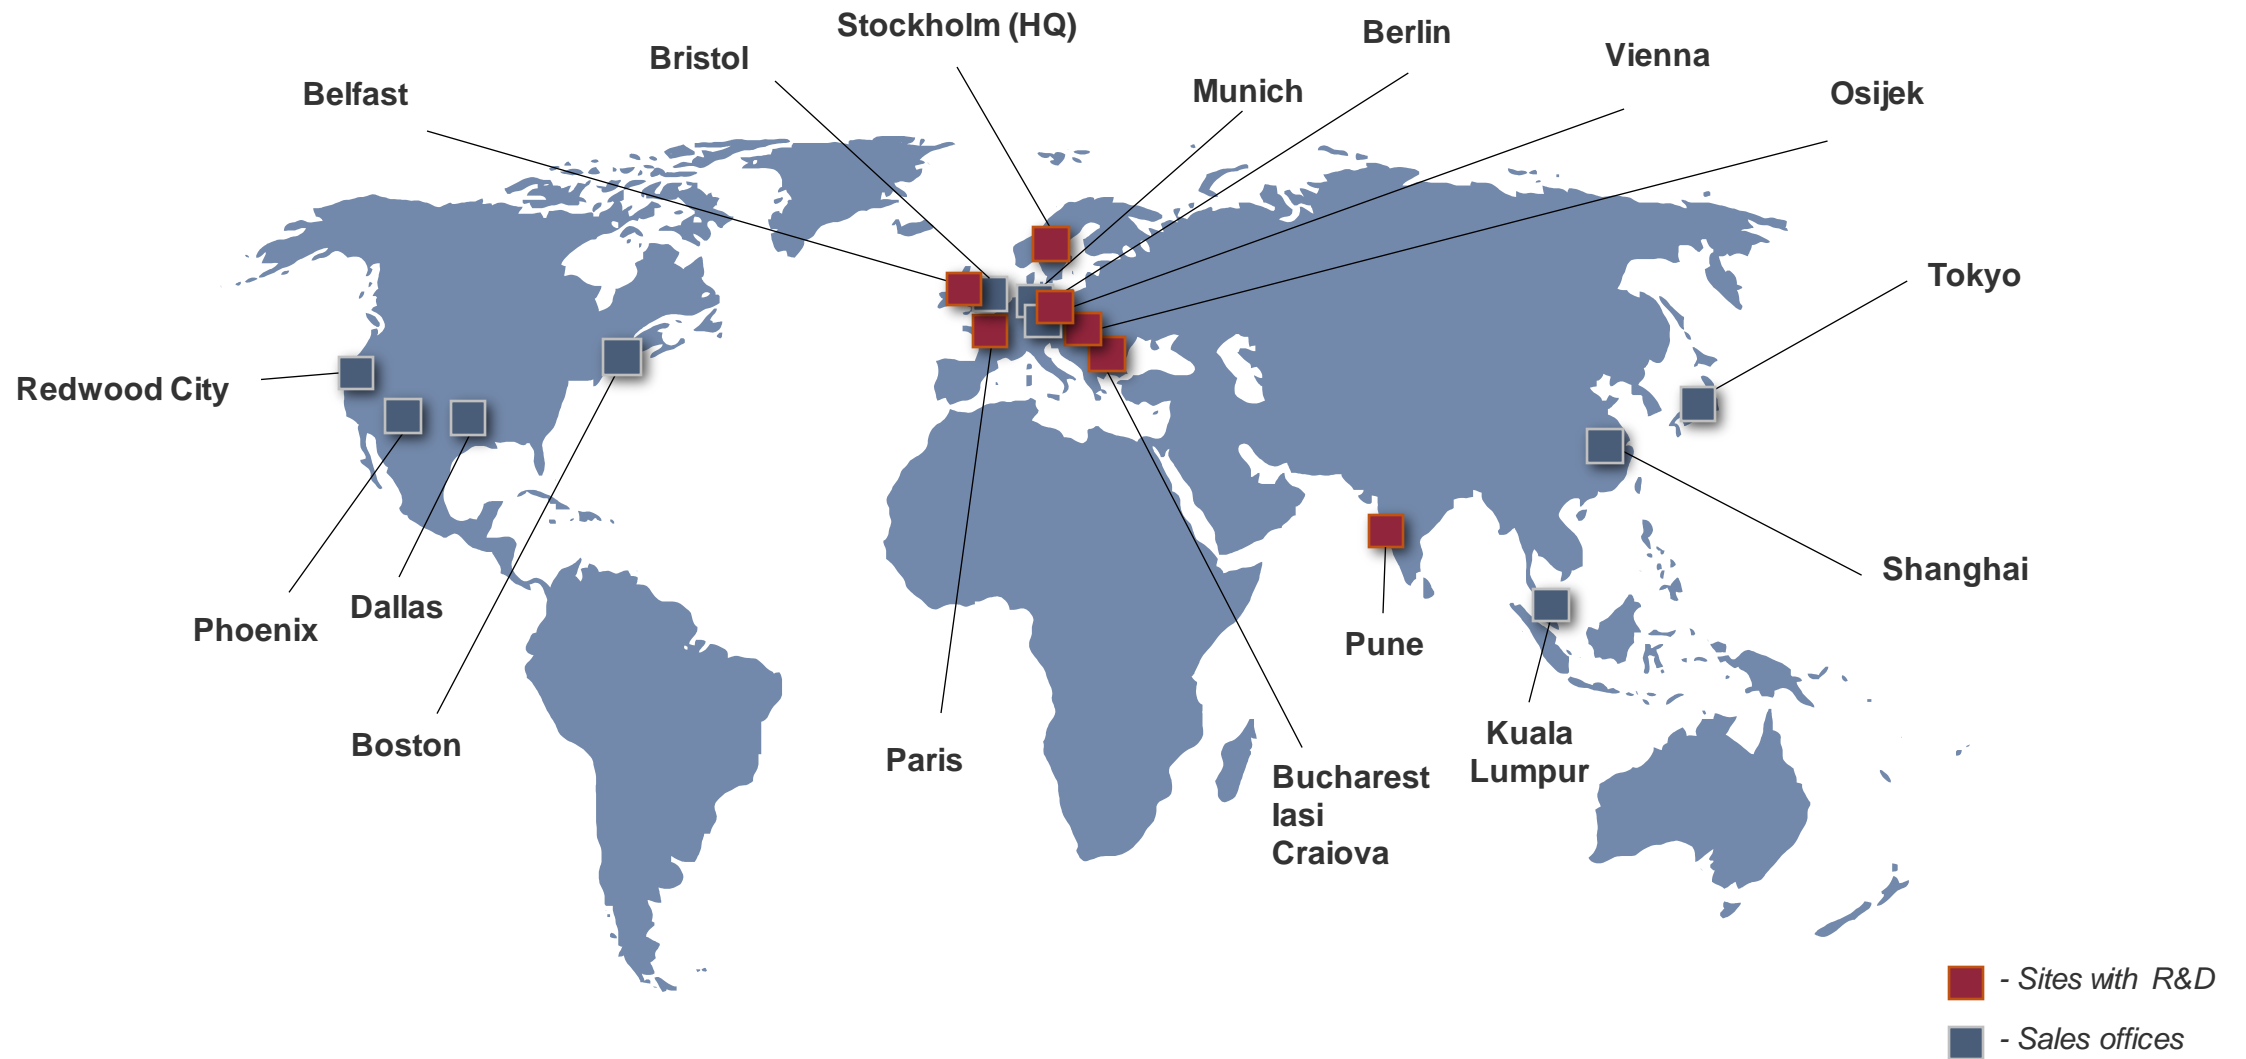 Stockholm (HQ)
Berlin
Bristol
Vienna
Belfast
Munich
Osijek
Tokyo
Redwood City
Shanghai
Phoenix
Dallas
Pune
Boston
Paris
Kuala
Lumpur
Bucharest
Iasi
Craiova
- Sites with R&D
- Sales offices